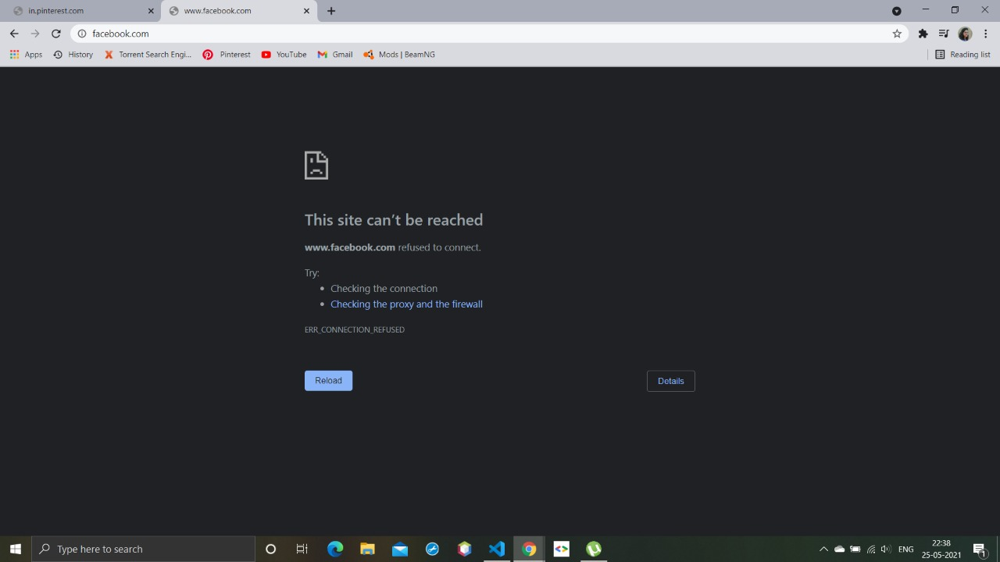 in.pinterest.com
www.facebook.com
facebook.com
Apps History Torrent Search Engi... Pinterest YouTube Gmail Mods | BeamNG Reading list
This site can’t be reached
www.facebook.com refused to connect.
Try:
Checking the connection
Checking the proxy and the firewall
ERR_CONNECTION_REFUSED
Reload Details
Type here to search
ENG
22:38
25-05-2021
1